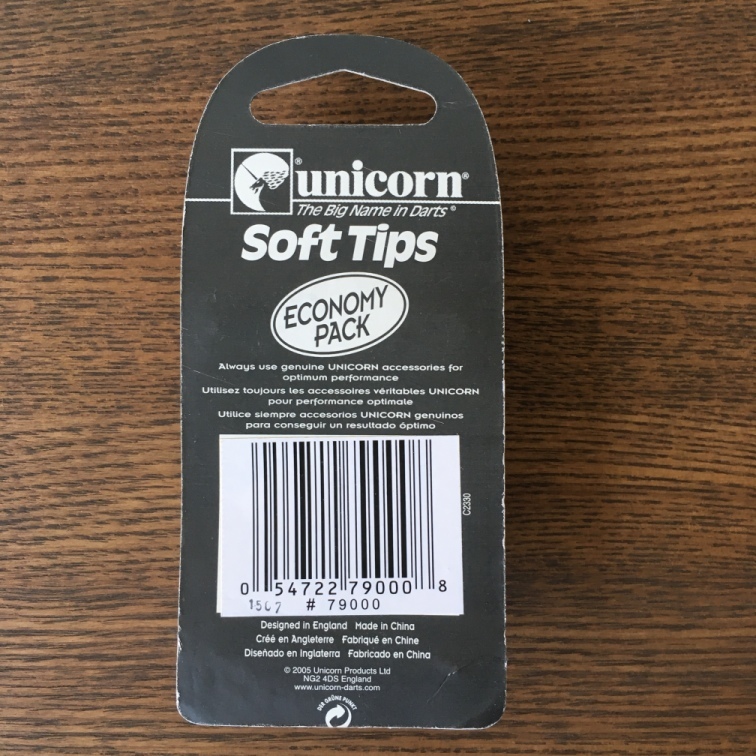 unicorn®
The Big Name in Darts®
Soft Tips
ECONOMY
PACK
Always use genuine UNICORN accessories for
optimum performance
Utilisez toujours les accessoires véritables UNICORN
pour performance optimale
Utilice siempre accesorios UNICORN genuinos
para conseguir un resultado óptimo
C2330
0 54722 79000 8
1507 # 79000
Designed in England Made in China
Créé en Angleterre Fabriqué en Chine
Diseñado en Inglaterra Fabricado en China
© 2005 Unicorn Products Ltd
NG2 4DS England
www.unicorn-darts.com
DER GRÜNE PUNKT